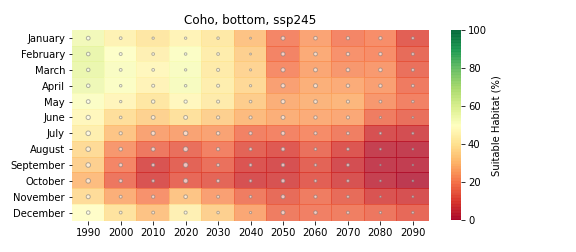 Coho, bottom, ssp245
January
February
March
April
May
June
July
August
September
October
November
December
1990 2000 2010 2020 2030 2040 2050 2060 2070 2080 2090
100
80
60
40
20
0
Suitable Habitat (%)